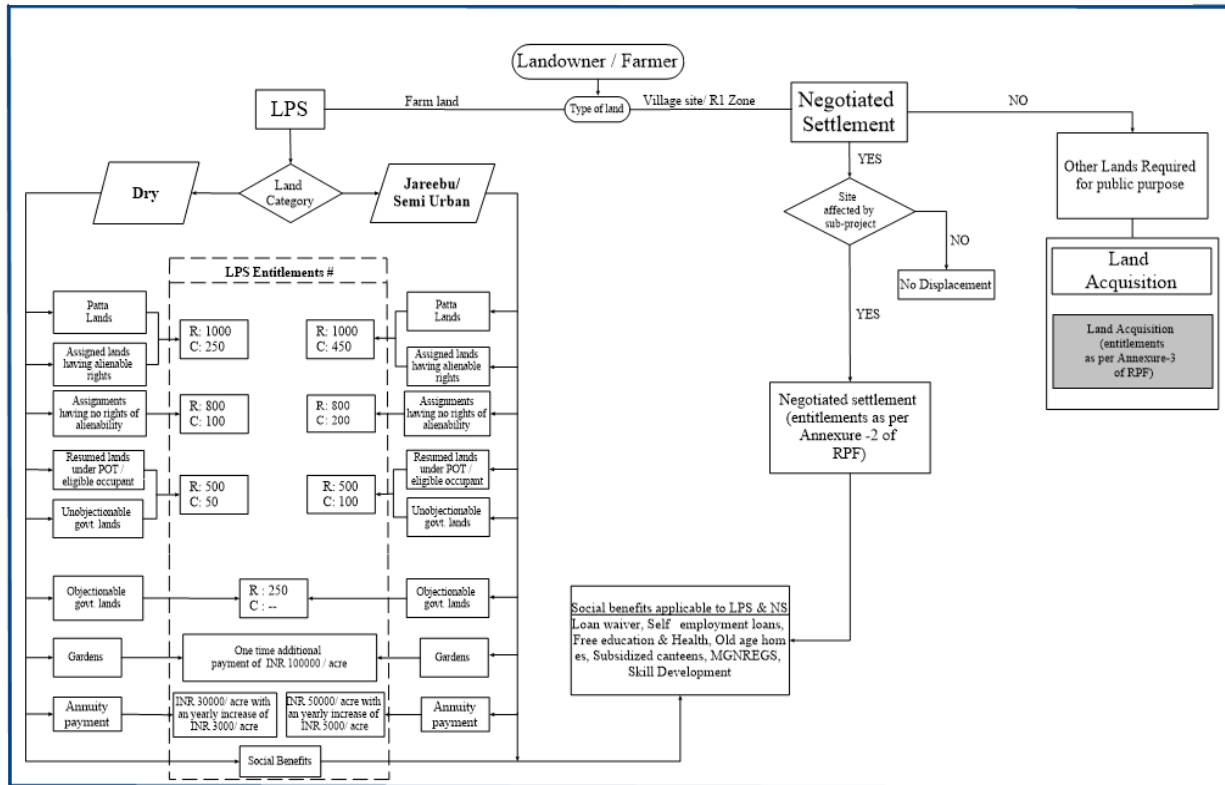 Landowner / Farmer
Type of land
Farm land
Village site/ R1 Zone
LPS
Negotiated
Settlement
NO
YES
Land
Category
Dry
Jareebu/
Semi Urban
Other Lands Required
for public purpose
Site
affected by
sub-project
NO
No Displacement
YES
Land
Acquisition
Land Acquisition
(entitlements
as per Annexure-3
of RPF)
Negotiated settlement
(entitlements as per
Annexure -2 of
RPF)
LPS Entitlements #
Patta
Lands
R: 1000
C: 250
R: 1000
C: 450
Patta
Lands
Assigned lands
having alienable
rights
Assigned lands
having alienable
rights
Assignments
having no rights of
alienability
R: 800
C: 100
R: 800
C: 200
Assignments
having no rights of
alienability
Resumed lands
under POT /
eligible occupant
R: 500
C: 50
R: 500
C: 100
Resumed lands
under POT /
eligible occupant
Unobjectionable
govt. lands
Unobjectionable
govt. lands
Objectionable
govt. lands
R : 250
C : --
Objectionable
govt. lands
Gardens
One time additional
payment of INR 100000 / acre
Gardens
Annuity
payment
INR 30000/ acre with
an yearly increase of
INR 3000/ acre
INR 50000/ acre with
an yearly increase of
INR 5000/ acre
Annuity
payment
Social Benefits
Social benefits applicable to LPS & NS
Loan waiver, Self employment loans,
Free education & Health, Old age hom
es, Subsidized canteens, MGNREGS,
Skill Development